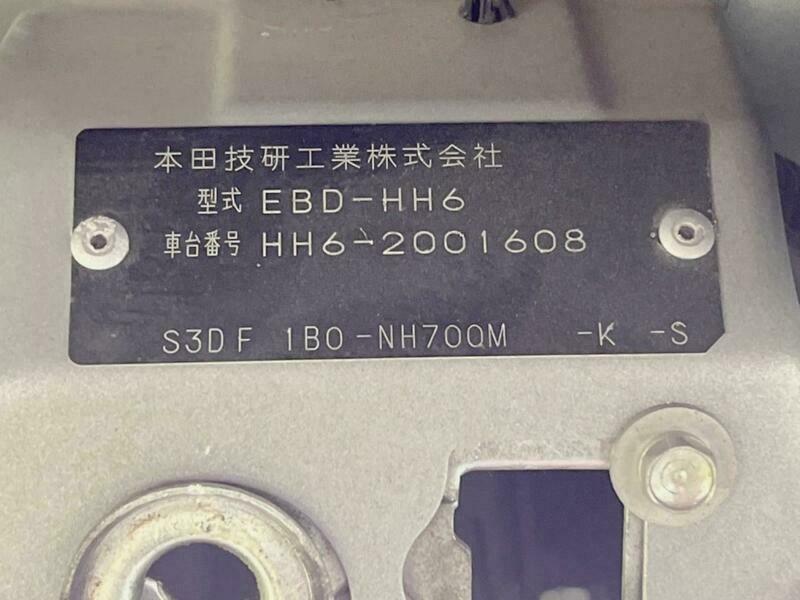 本田技研工業株式会社
型式 EBD-HH6
車台番号 HH6-2001608
S3DF 1B0-NH700M -K -S